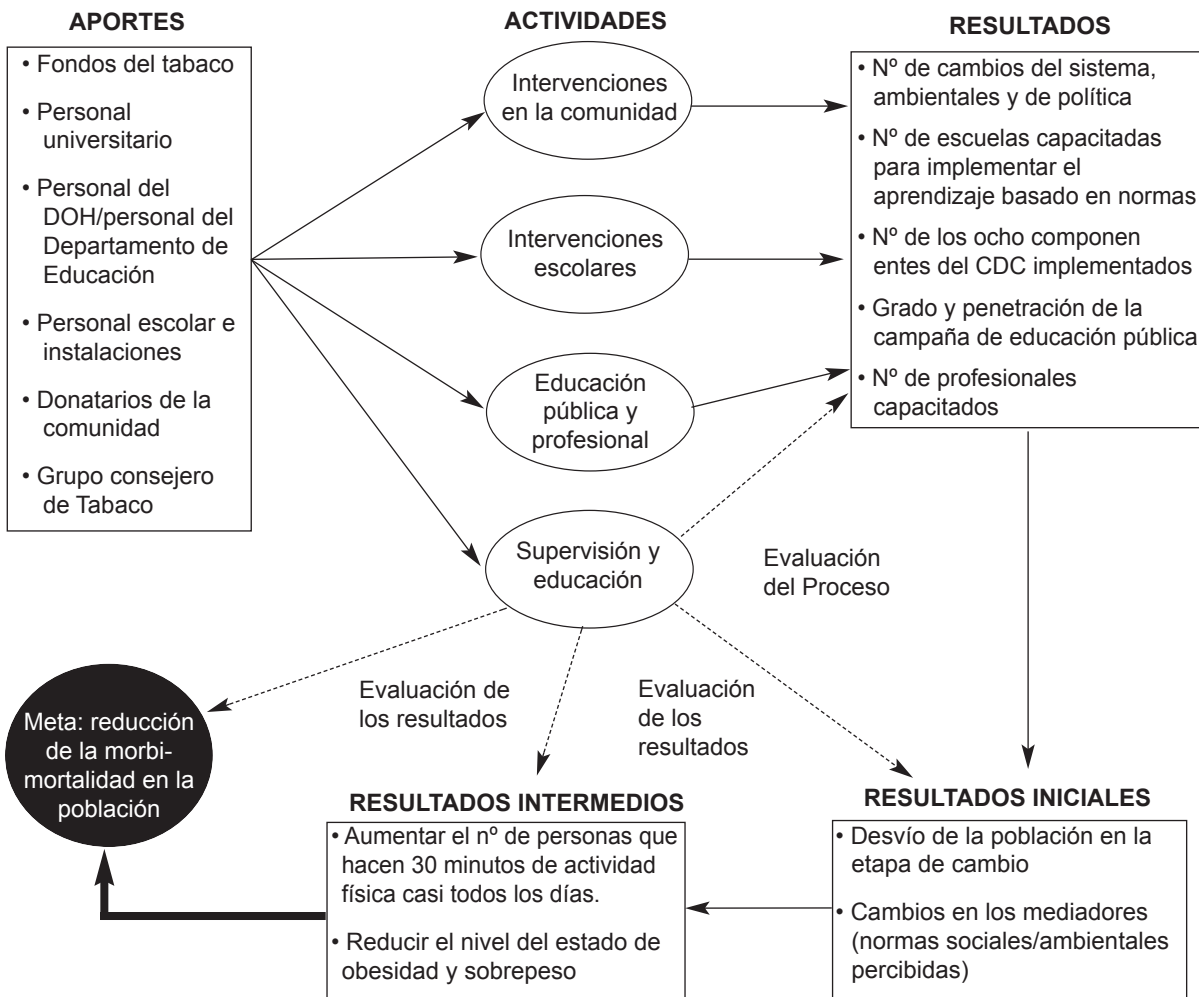 APORTES
• Fondos del tabaco
• Personal
universitario
• Personal del
DOH/personal del
Departamento de
Educación
• Personal escolar e
instalaciones
• Donatarios de la
comunidad
• Grupo consejero
de Tabaco
ACTIVIDADES
Intervenciones
en la comunidad
Intervenciones
escolares
Educación
pública y
profesional
Supervisión y
educación
RESULTADOS
• Nº de cambios del sistema,
ambientales y de política
• Nº de escuelas capacitadas
para implementar el
aprendizaje basado en normas
• Nº de los ocho componen
entes del CDC implementados
• Grado y penetración de la
campaña de educación pública
• Nº de profesionales
capacitados
Evaluación
del Proceso
Evaluación de
los resultados
Evaluación
de los
resultados
Meta: reducción
de la morbi-
mortalidad en la
población
RESULTADOS INTERMEDIOS
• Aumentar el nº de personas que
hacen 30 minutos de actividad
física casi todos los días.
• Reducir el nivel del estado de
obesidad y sobrepeso
RESULTADOS INICIALES
• Desvío de la población en la
etapa de cambio
• Cambios en los mediadores
(normas sociales/ambientales
percibidas)